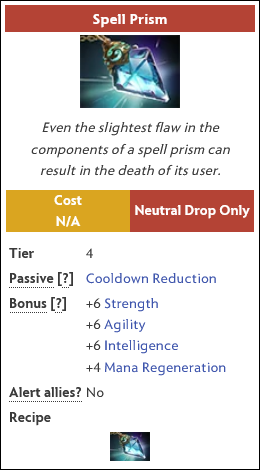 Spell Prism
Even the slightest flaw in the
components of a spell prism can
result in the death of its user.
Cost
N/A
Neutral Drop Only
Tier 4
Passive [?] Cooldown Reduction
Bonus [?] +6 Strength
+6 Agility
+6 Intelligence
+4 Mana Regeneration
Alert allies? No
Recipe